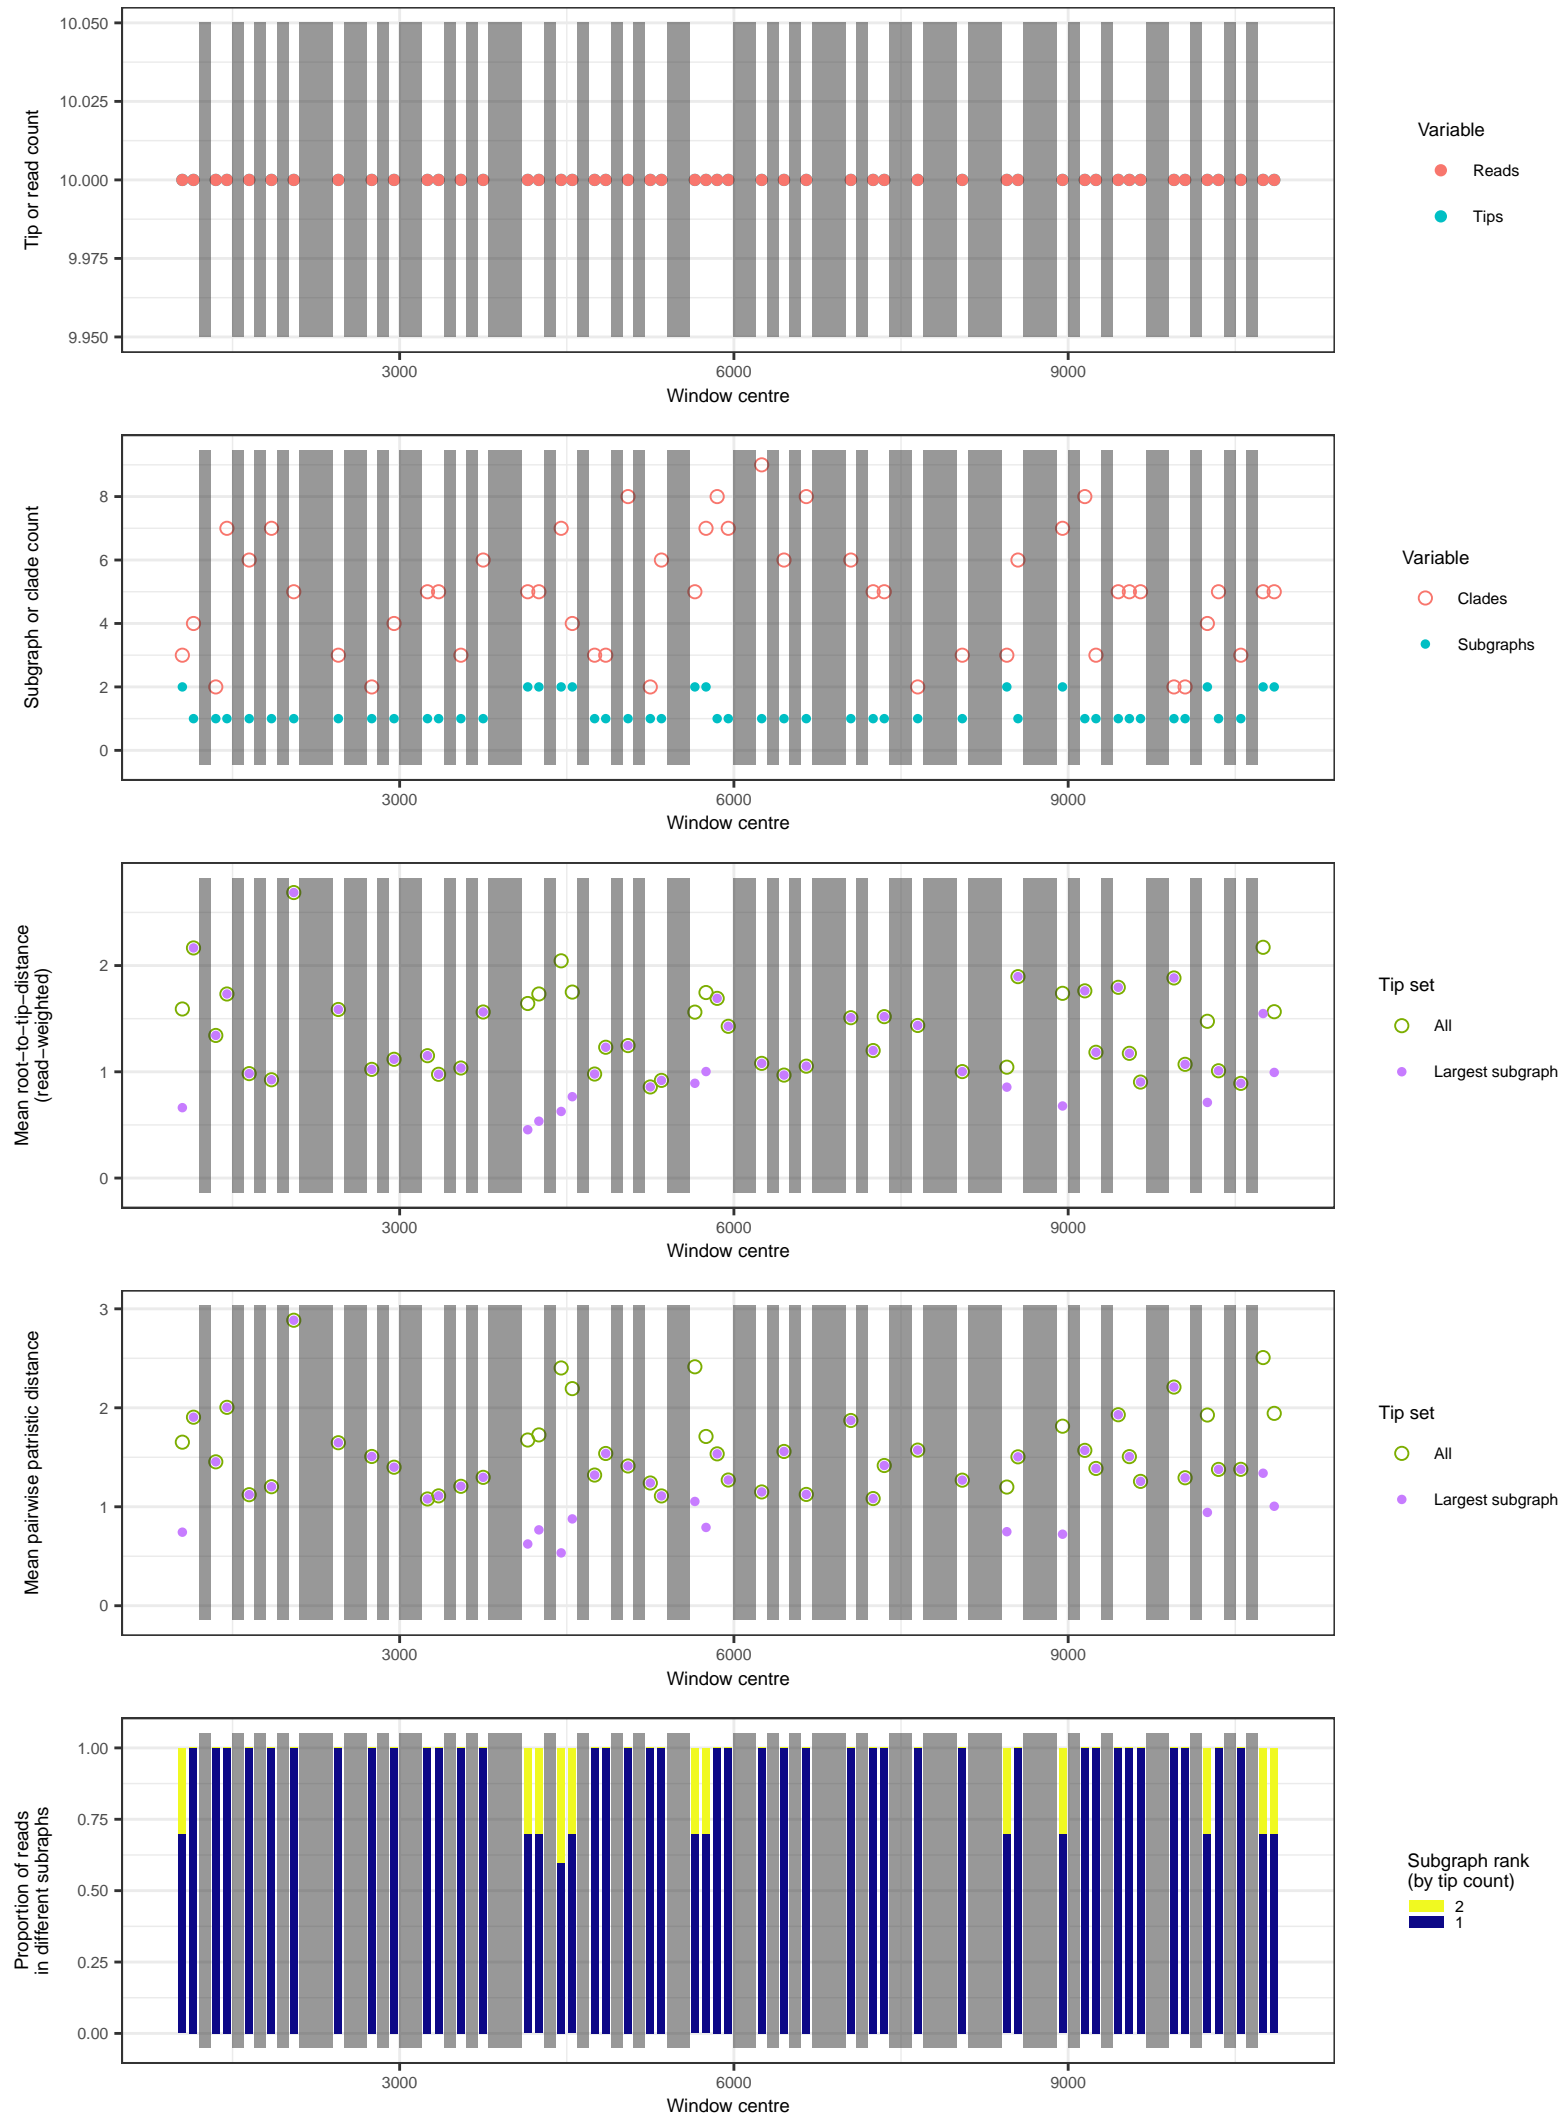 10.050
10.025
10.000
9.975
9.950
Tip or read count
3000 6000 9000
Window centre
Variable
Reads
Tips
8
6
4
2
0
Subgraph or clade count
3000 6000 9000
Window centre
Variable
Clades
Subgraphs
2
1
0
Mean root−to−tip−distance
(read−weighted)
3000 6000 9000
Window centre
Tip set
All
Largest subgraph
3
2
1
0
Mean pairwise patristic distance
3000 6000 9000
Window centre
Tip set
All
Largest subgraph
1.00
0.75
0.50
0.25
0.00
Proportion of reads
in different subraphs
3000 6000 9000
Window centre
Subgraph rank
(by tip count)
2
1